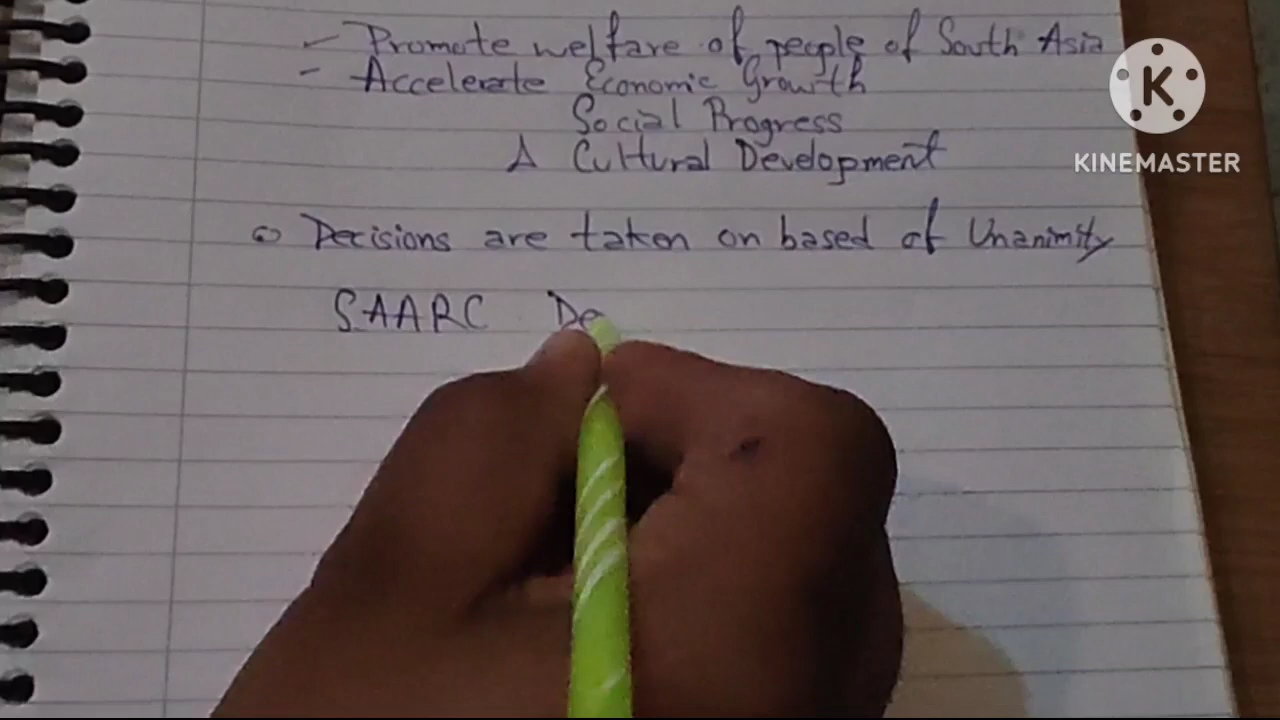 - Promote welfare of people of South Asia
- Accelerate Economic Growth
Social Progress
& Cultural Development
Decisions are taken on based of Unanimity
SAARC De
K
KINEMASTER